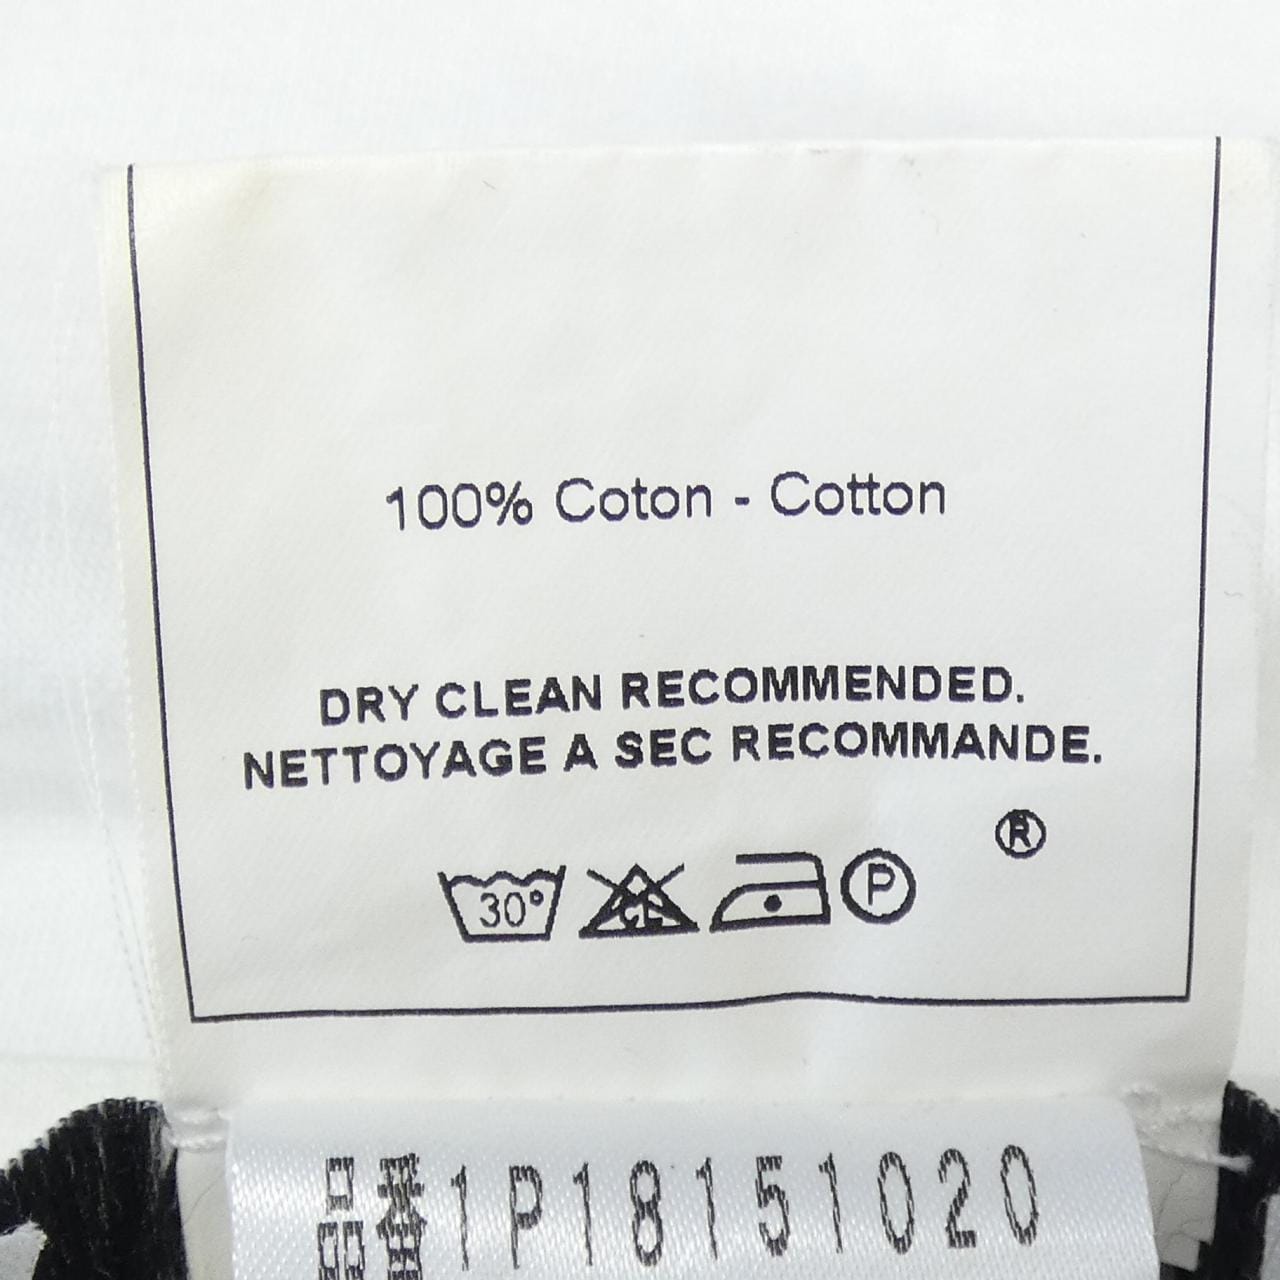 100% Coton - Cotton
DRY CLEAN RECOMMENDED.
NETTOYAGE A SEC RECOMMANDE.
®
30° CL P
品番1P18151020